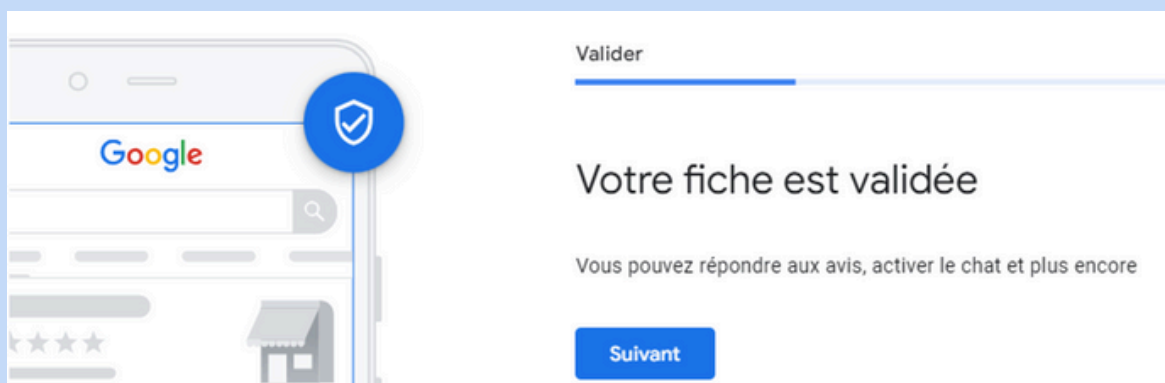 Google
Valider
Votre fiche est validée
Vous pouvez répondre aux avis, activer le chat et plus encore
Suivant